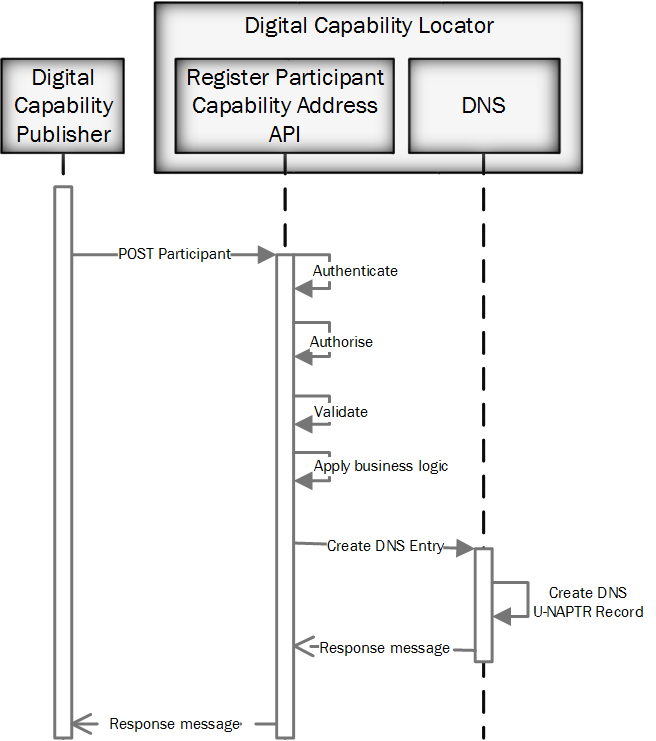 Digital Capability Locator
Digital
Capability
Publisher
Register Participant
Capability Address
API
DNS
POST Participant
Authenticate
Authorise
Validate
Apply business logic
Create DNS Entry
Create DNS
U-NAPTR Record
Response message
Response message